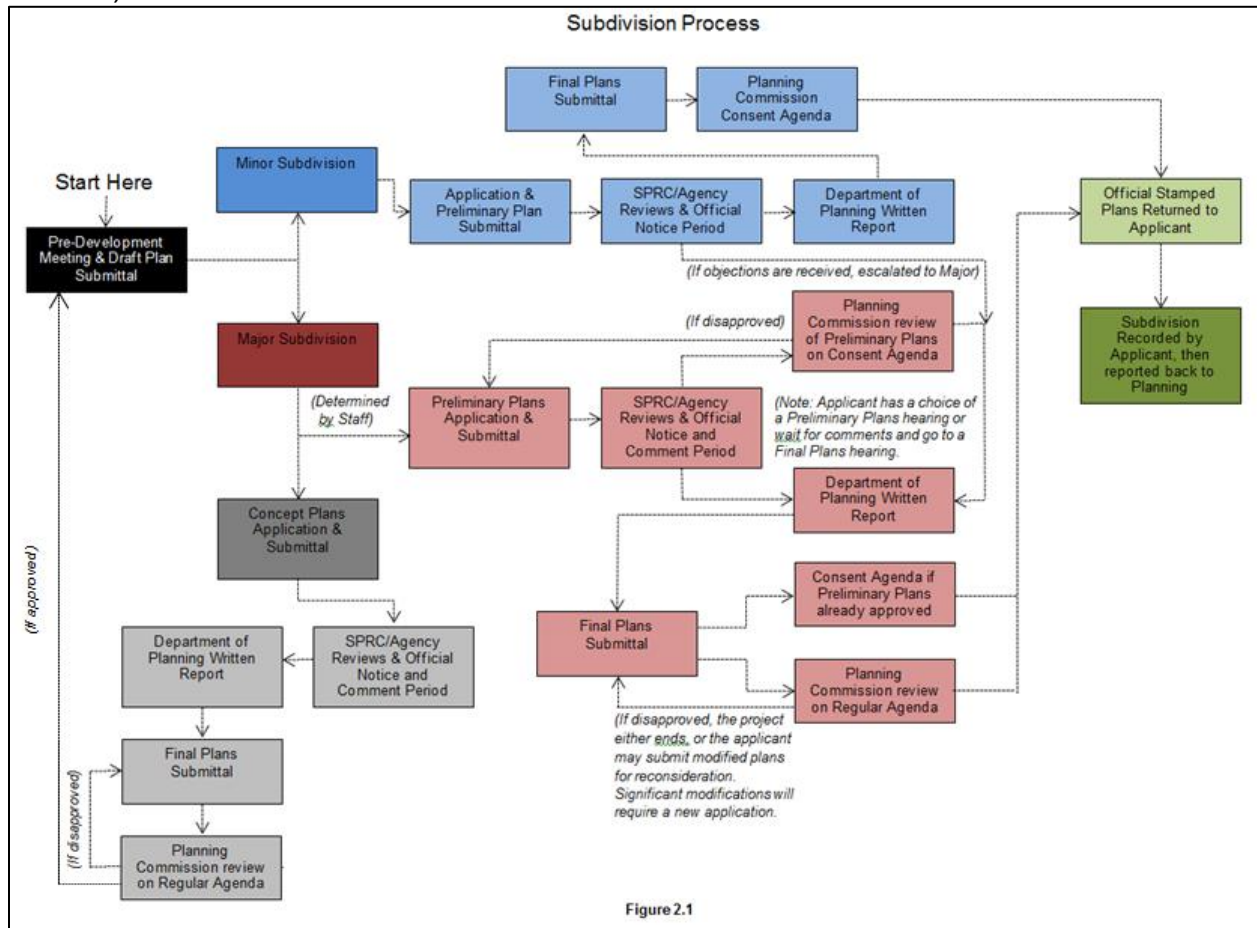 Subdivision Process
Final Plans
Submittal
Planning
Commission
Consent Agenda
Minor Subdivision
Start Here
Application &
Preliminary Plan
Submittal
SPRC/Agency
Reviews & Official
Notice Period
Department of
Planning Written
Report
Official Stamped
Plans Returned to
Applicant
Pre-Development
Meeting & Draft Plan
Submittal
(If objections are received, escalated to Major)
Planning
Commission review
of Preliminary Plans
on Consent Agenda
(If disapproved)
Subdivision
Recorded by
Applicant, then
reported back to
Planning
Major Subdivision
(Determined
by Staff)
Preliminary Plans
Application &
Submittal
SPRC/Agency
Reviews & Official
Notice and
Comment Period
(Note: Applicant has a choice of
a Preliminary Plans hearing or
wait for comments and go to a
Final Plans hearing.
Department of
Planning Written
Report
Concept Plans
Application &
Submittal
(If approved)
Consent Agenda if
Preliminary Plans
already approved
Final Plans
Submittal
Department of
Planning Written
Report
SPRC/Agency
Reviews & Official
Notice and
Comment Period
Planning
Commission review
on Regular Agenda
(If disapproved, the project
either ends, or the applicant
may submit modified plans
for reconsideration.
Significant modifications will
require a new application.
Final Plans
Submittal
(If disapproved)
Planning
Commission review
on Regular Agenda
Figure 2.1